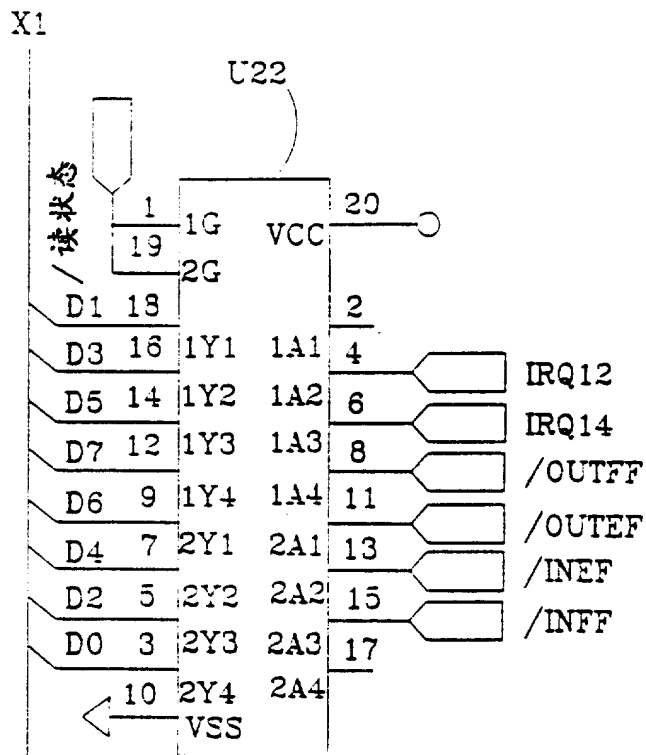 X1
U22
/读状态
1 1G VCC 20
19 2G
D1 18 2
D3 16 1Y1 1A1 4 IRQ12
D5 14 1Y2 1A2 6 IRQ14
D7 12 1Y3 1A3 8 /OUTFF
D6 9 1Y4 1A4 11 /OUTEF
D4 7 2Y1 2A1 13 /INEF
D2 5 2Y2 2A2 15 /INFF
D0 3 2Y3 2A3 17
10 2Y4 2A4
VSS